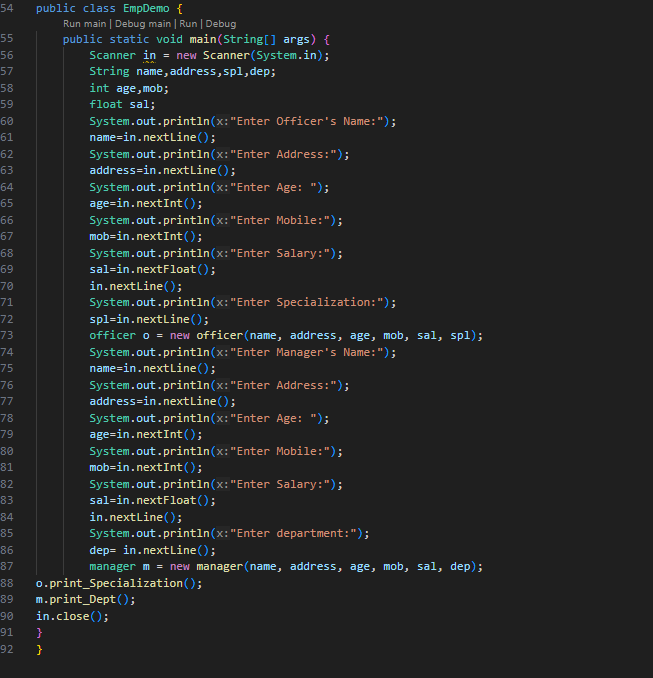 54 public class EmpDemo {
Run main | Debug main | Run | Debug
55 public static void main(String[] args) {
56 Scanner in = new Scanner(System.in);
57 String name,address,spl,dep;
58 int age,mob;
59 float sal;
60 System.out.println(x:"Enter Officer's Name:");
61 name=in.nextLine();
62 System.out.println(x:"Enter Address:");
63 address=in.nextLine();
64 System.out.println(x:"Enter Age: ");
65 age=in.nextInt();
66 System.out.println(x:"Enter Mobile:");
67 mob=in.nextInt();
68 System.out.println(x:"Enter Salary:");
69 sal=in.nextFloat();
70 in.nextLine();
71 System.out.println(x:"Enter Specialization:");
72 spl=in.nextLine();
73 officer o = new officer(name, address, age, mob, sal, spl);
74 System.out.println(x:"Enter Manager's Name:");
75 name=in.nextLine();
76 System.out.println(x:"Enter Address:");
77 address=in.nextLine();
78 System.out.println(x:"Enter Age: ");
79 age=in.nextInt();
80 System.out.println(x:"Enter Mobile:");
81 mob=in.nextInt();
82 System.out.println(x:"Enter Salary:");
83 sal=in.nextFloat();
84 in.nextLine();
85 System.out.println(x:"Enter department:");
86 dep= in.nextLine();
87 manager m = new manager(name, address, age, mob, sal, dep);
88 o.print_Specialization();
89 m.print_Dept();
90 in.close();
91 }
92 }